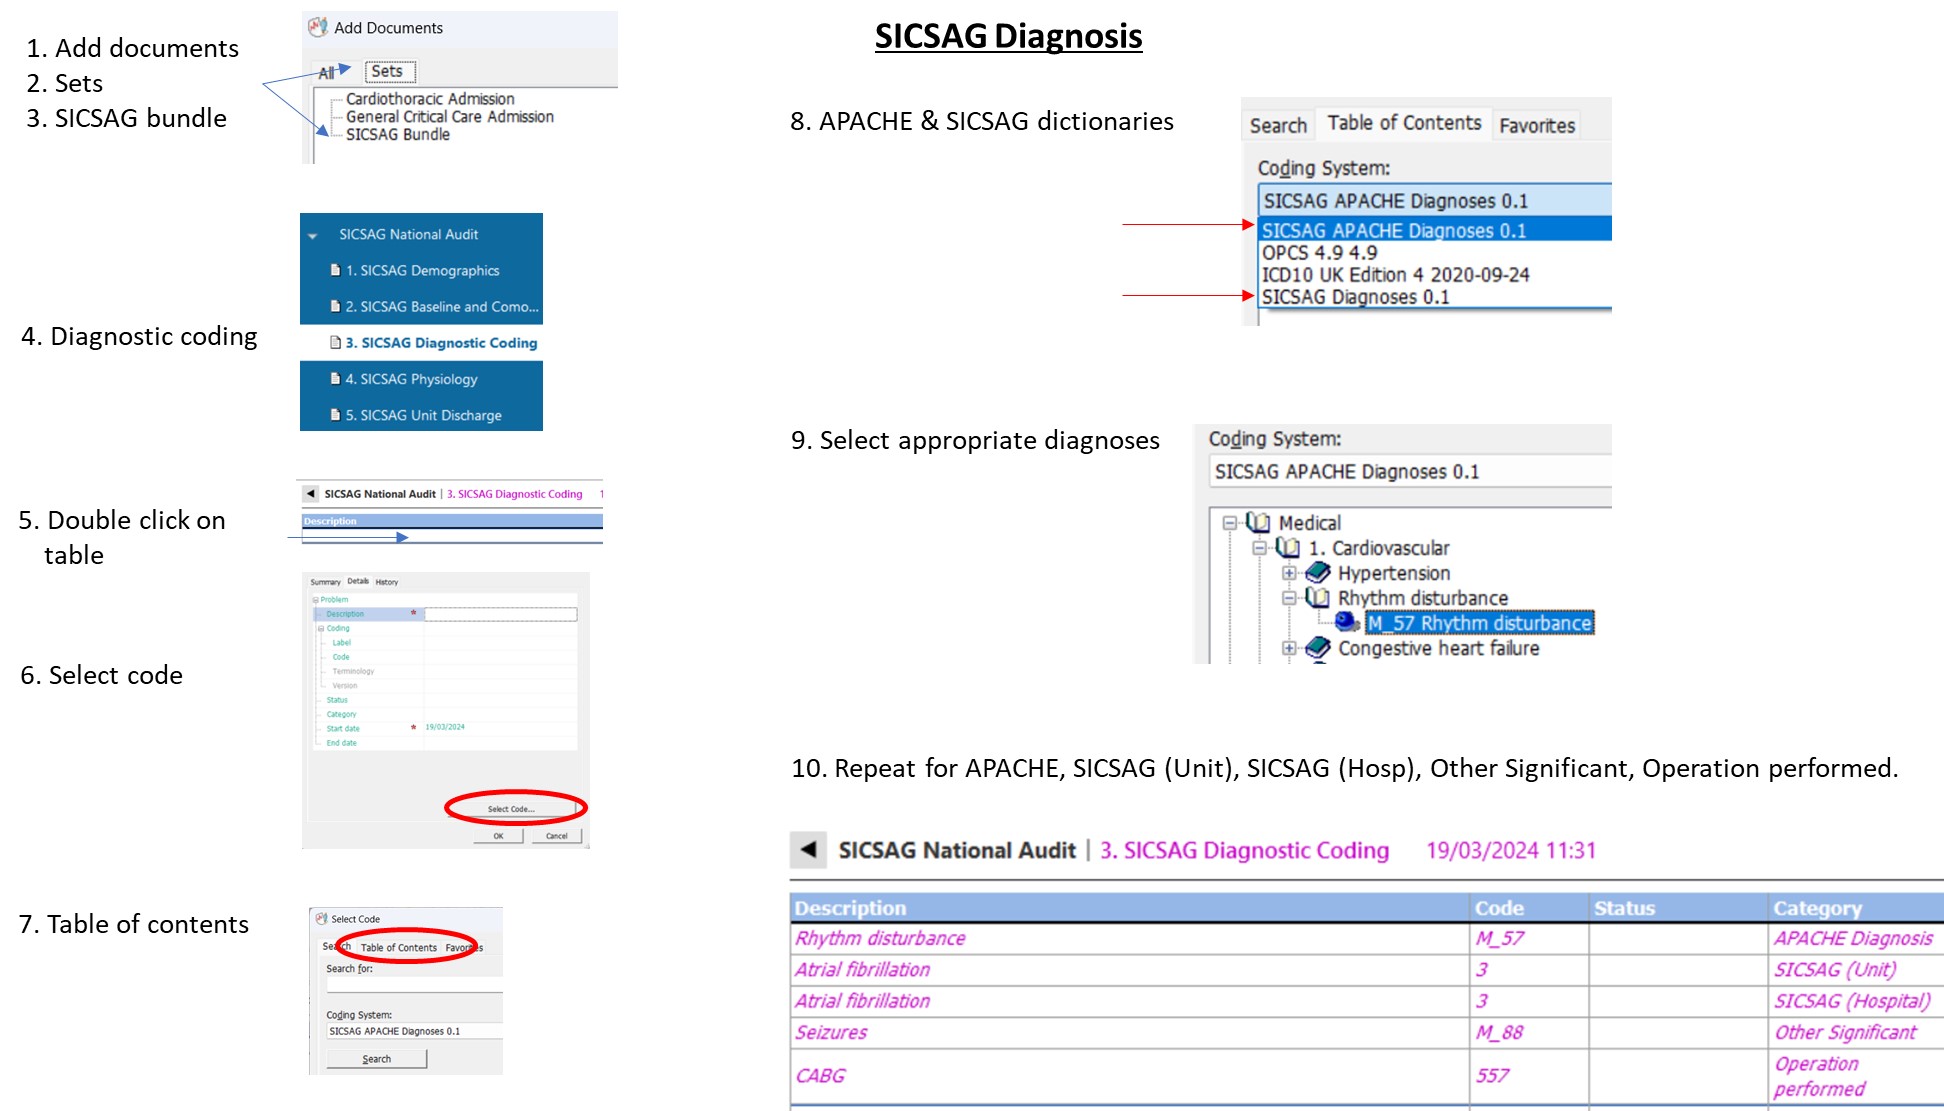 SICSAG Diagnosis
1. Add documents
2. Sets
3. SICSAG bundle
Add Documents
All Sets
Cardiothoracic Admission
General Critical Care Admission
SICSAG Bundle
4. Diagnostic coding
SICSAG National Audit
1. SICSAG Demographics
2. SICSAG Baseline and Como...
3. SICSAG Diagnostic Coding
4. SICSAG Physiology
5. SICSAG Unit Discharge
5. Double click on
table
SICSAG National Audit | 3. SICSAG Diagnostic Coding 1
Description
6. Select code
Summary Details History
Problem
Description *
Coding
Label
Code
Terminology
Version
Status
Category
Start date * 19/03/2024
End date
Select Code...
OK Cancel
7. Table of contents
Select Code
Search Table of Contents Favorites
Search for:
Coding System:
SICSAG APACHE Diagnoses 0.1
Search
8. APACHE & SICSAG dictionaries
Search Table of Contents Favorites
Coding System:
SICSAG APACHE Diagnoses 0.1
SICSAG APACHE Diagnoses 0.1
OPCS 4.9 4.9
ICD10 UK Edition 4 2020-09-24
SICSAG Diagnoses 0.1
9. Select appropriate diagnoses
Coding System:
SICSAG APACHE Diagnoses 0.1
Medical
1. Cardiovascular
Hypertension
Rhythm disturbance
M_57 Rhythm disturbance
Congestive heart failure
10. Repeat for APACHE, SICSAG (Unit), SICSAG (Hosp), Other Significant, Operation performed.
SICSAG National Audit | 3. SICSAG Diagnostic Coding 19/03/2024 11:31
Description Code Status Category
Rhythm disturbance M_57 APACHE Diagnosis
Atrial fibrillation 3 SICSAG (Unit)
Atrial fibrillation 3 SICSAG (Hospital)
Seizures M_88 Other Significant
CABG 557 Operation
performed